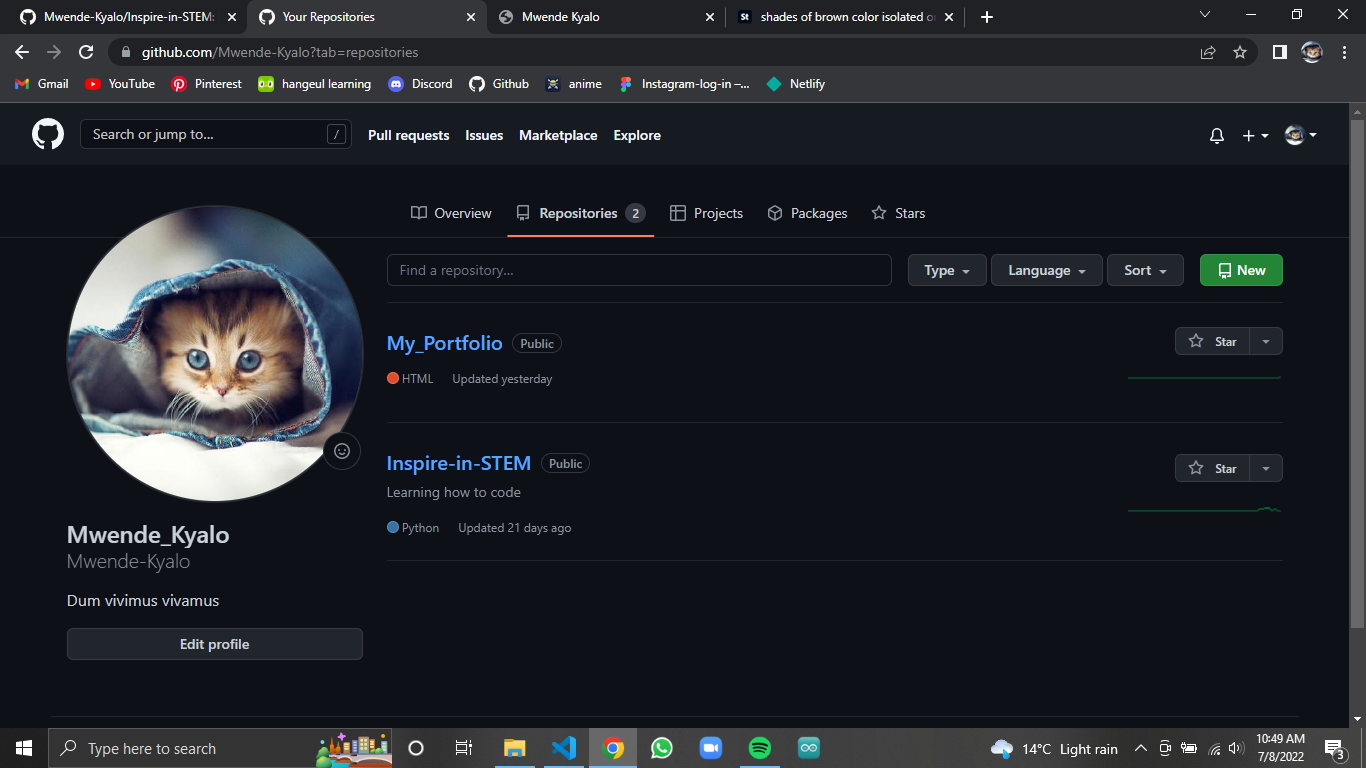 Mwende-Kyalo/Inspire-in-STEM:
Your Repositories
Mwende Kyalo
St shades of brown color isolated o
github.com/Mwende-Kyalo?tab=repositories
Gmail YouTube Pinterest hangeul learning Discord Github anime Instagram-log-in –... Netlify
Search or jump to... /
Pull requests Issues Marketplace Explore
Overview Repositories 2 Projects Packages Stars
Find a repository... Type Language Sort New
My_Portfolio Public Star
HTML Updated yesterday
Inspire-in-STEM Public Star
Learning how to code
Python Updated 21 days ago
Mwende_Kyalo
Mwende-Kyalo
Dum vivimus vivamus
Edit profile
Type here to search
14°C Light rain
10:49 AM
7/8/2022
3